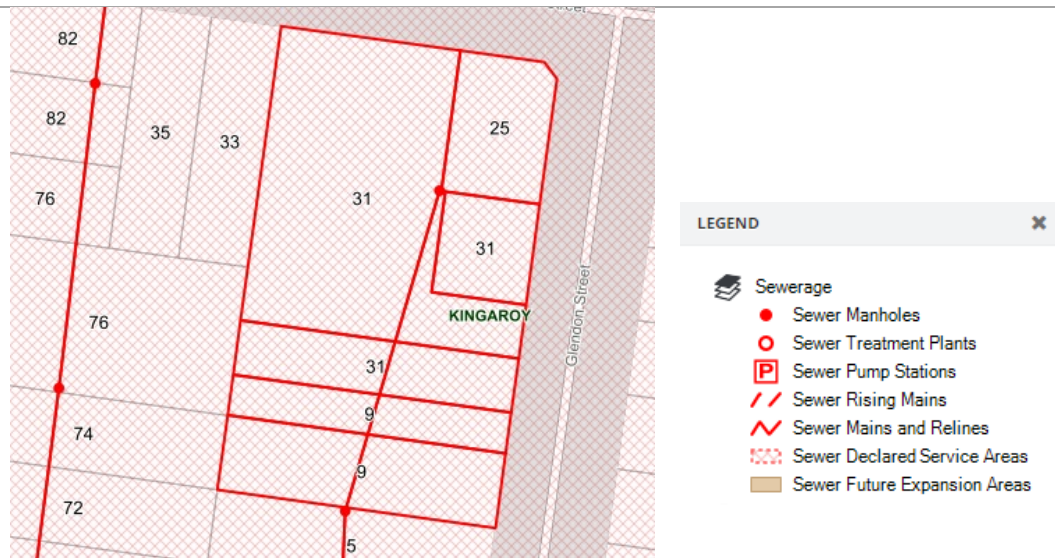 Street
82
82
35
33
25
76
31
31
KINGAROY
Glendon Street
76
31
9
74
9
72
5
LEGEND
Sewerage
Sewer Manholes
Sewer Treatment Plants
P
Sewer Pump Stations
Sewer Rising Mains
Sewer Mains and Relines
Sewer Declared Service Areas
Sewer Future Expansion Areas